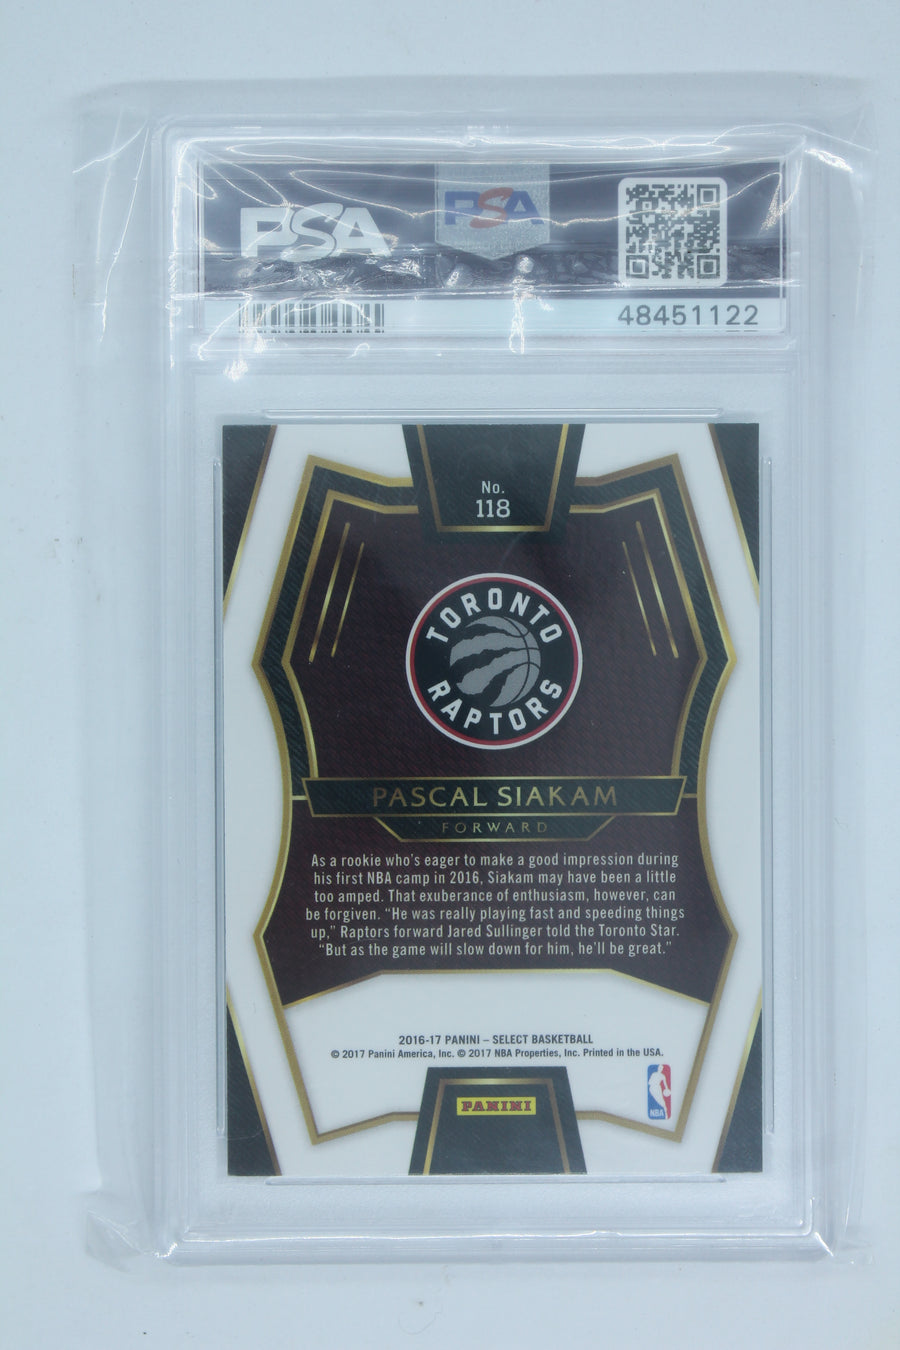 PSA
PSA
48451122
No.
118
TORONTO
RAPTORS
PASCAL SIAKAM
FORWARD
As a rookie who's eager to make a good impression during
his first NBA camp in 2016, Siakam may have been a little
too amped. That exuberance of enthusiasm, however, can
be forgiven. “He was really playing fast and speeding things
up,” Raptors forward Jared Sullinger told the Toronto Star.
“But as the game will slow down for him, he'll be great.”
2016-17 PANINI – SELECT BASKETBALL
© 2017 Panini America, Inc. © 2017 NBA Properties, Inc. Printed in the USA.
PANINI
NBA